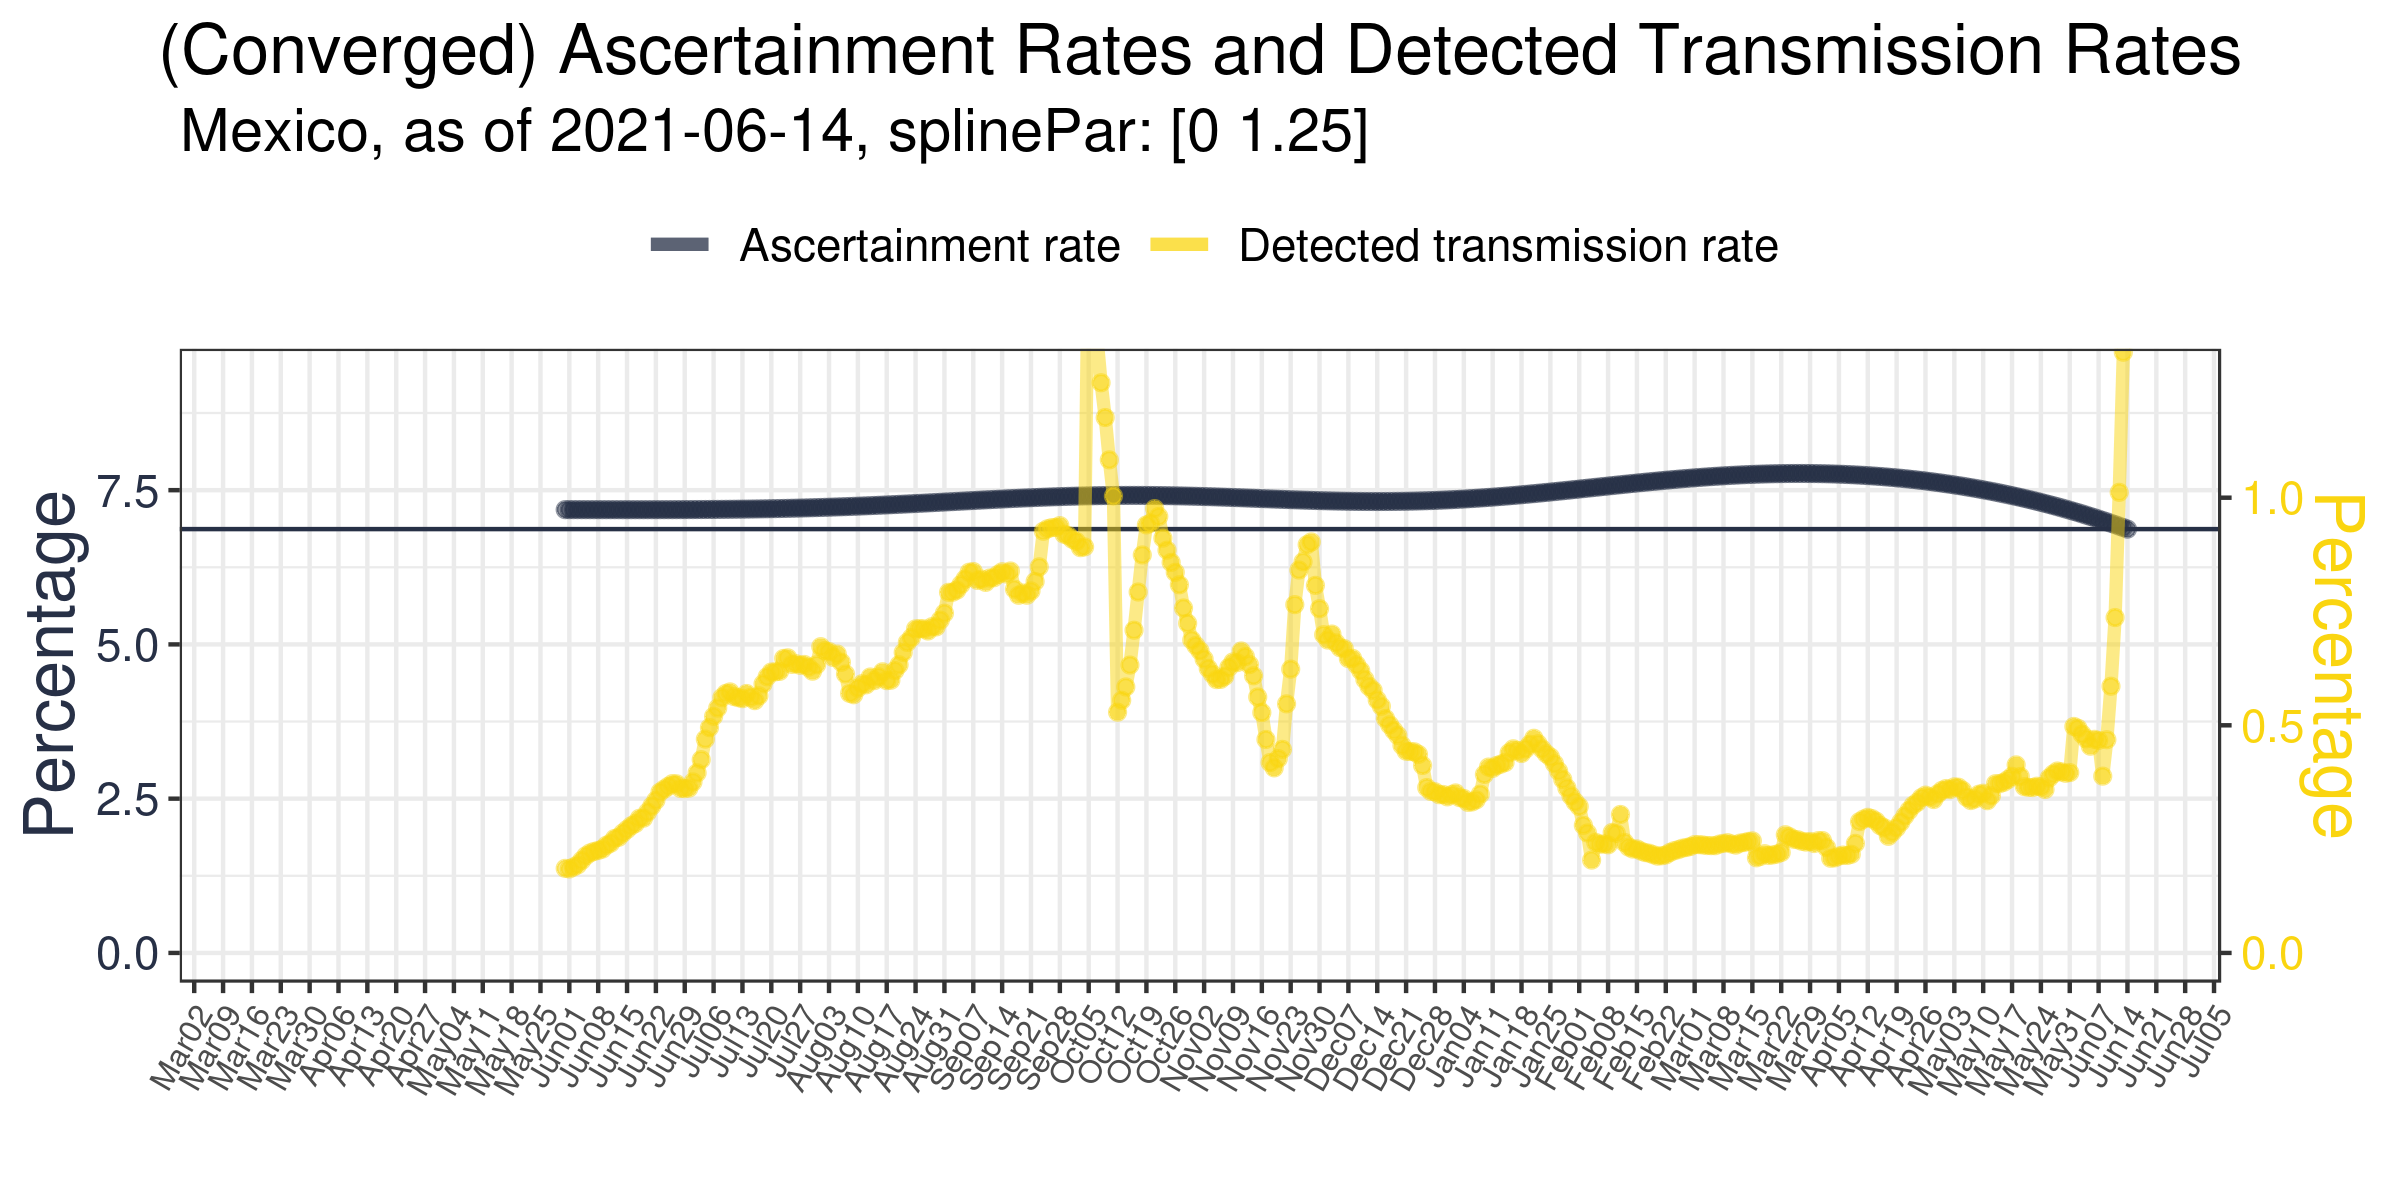 (Converged) Ascertainment Rates and Detected Transmission Rates
Mexico, as of 2021-06-14, splinePar: [0 1.25]
Ascertainment rate
Detected transmission rate
Percentage
7.5
5.0
2.5
0.0
1.0
0.5
0.0
Percentage
Mar02
Mar09
Mar16
Mar23
Mar30
Apr06
Apr13
Apr20
Apr27
May04
May11
May18
May25
Jun01
Jun08
Jun15
Jun22
Jun29
Jul06
Jul13
Jul20
Jul27
Aug03
Aug10
Aug17
Aug24
Aug31
Sep07
Sep14
Sep21
Sep28
Oct05
Oct12
Oct19
Oct26
Nov02
Nov09
Nov16
Nov23
Nov30
Dec07
Dec14
Dec21
Dec28
Jan04
Jan11
Jan18
Jan25
Feb01
Feb08
Feb15
Feb22
Mar01
Mar08
Mar15
Mar22
Mar29
Apr05
Apr12
Apr19
Apr26
May03
May10
May17
May24
May31
Jun07
Jun14
Jun21
Jun28
Jul05